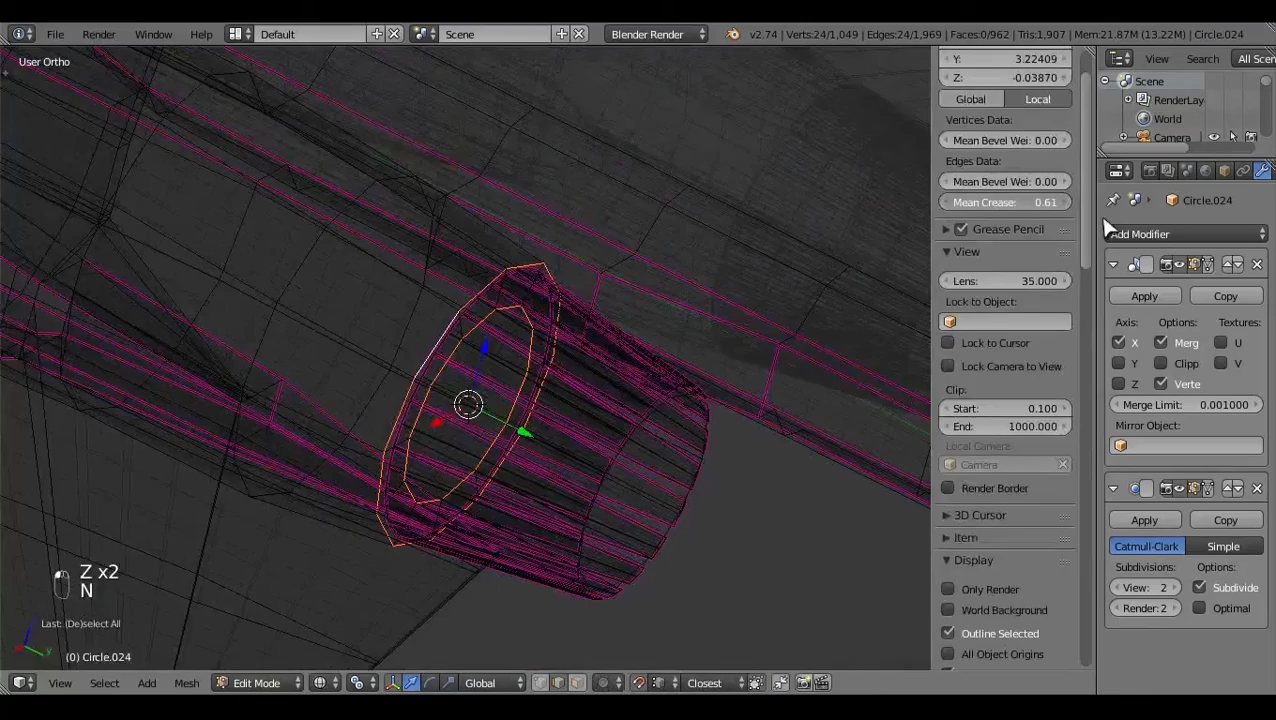 File Render Window Help Default Scene Blender Render v2.74 | Verts:24/1,049 | Edges:24/1,969 | Faces:0/962 | Tris:1,907 | Mem:21.87M (13.22M) | Circle.024
User Ortho
Y: 3.22409
Z: -0.03870
Global Local
Vertices Data:
Mean Bevel Wei: 0.00
Edges Data:
Mean Bevel Wei: 0.00
Mean Crease: 0.61
Grease Pencil
View
Lens: 35.000
Lock to Object:
Lock to Cursor
Lock Camera to View
Clip:
Start: 0.100
End: 1000.000
Local Camera:
Camera
Render Border
3D Cursor
Item
Display
Only Render
World Background
Outline Selected
All Object Origins
View Search All Scen
Scene
RenderLay
World
Camera
Circle.024
Add Modifier
Apply Copy
Axis: Options: Textures:
X Merg U
Y Clipp V
Z Verte
Merge Limit: 0.001000
Mirror Object:
Apply Copy
Catmull-Clark Simple
Subdivisions: Options:
View: 2 Subdivide
Render: 2 Optimal
Z x2
N
Last: (De)select All
(0) Circle.024
View Select Add Mesh Edit Mode Global Closest